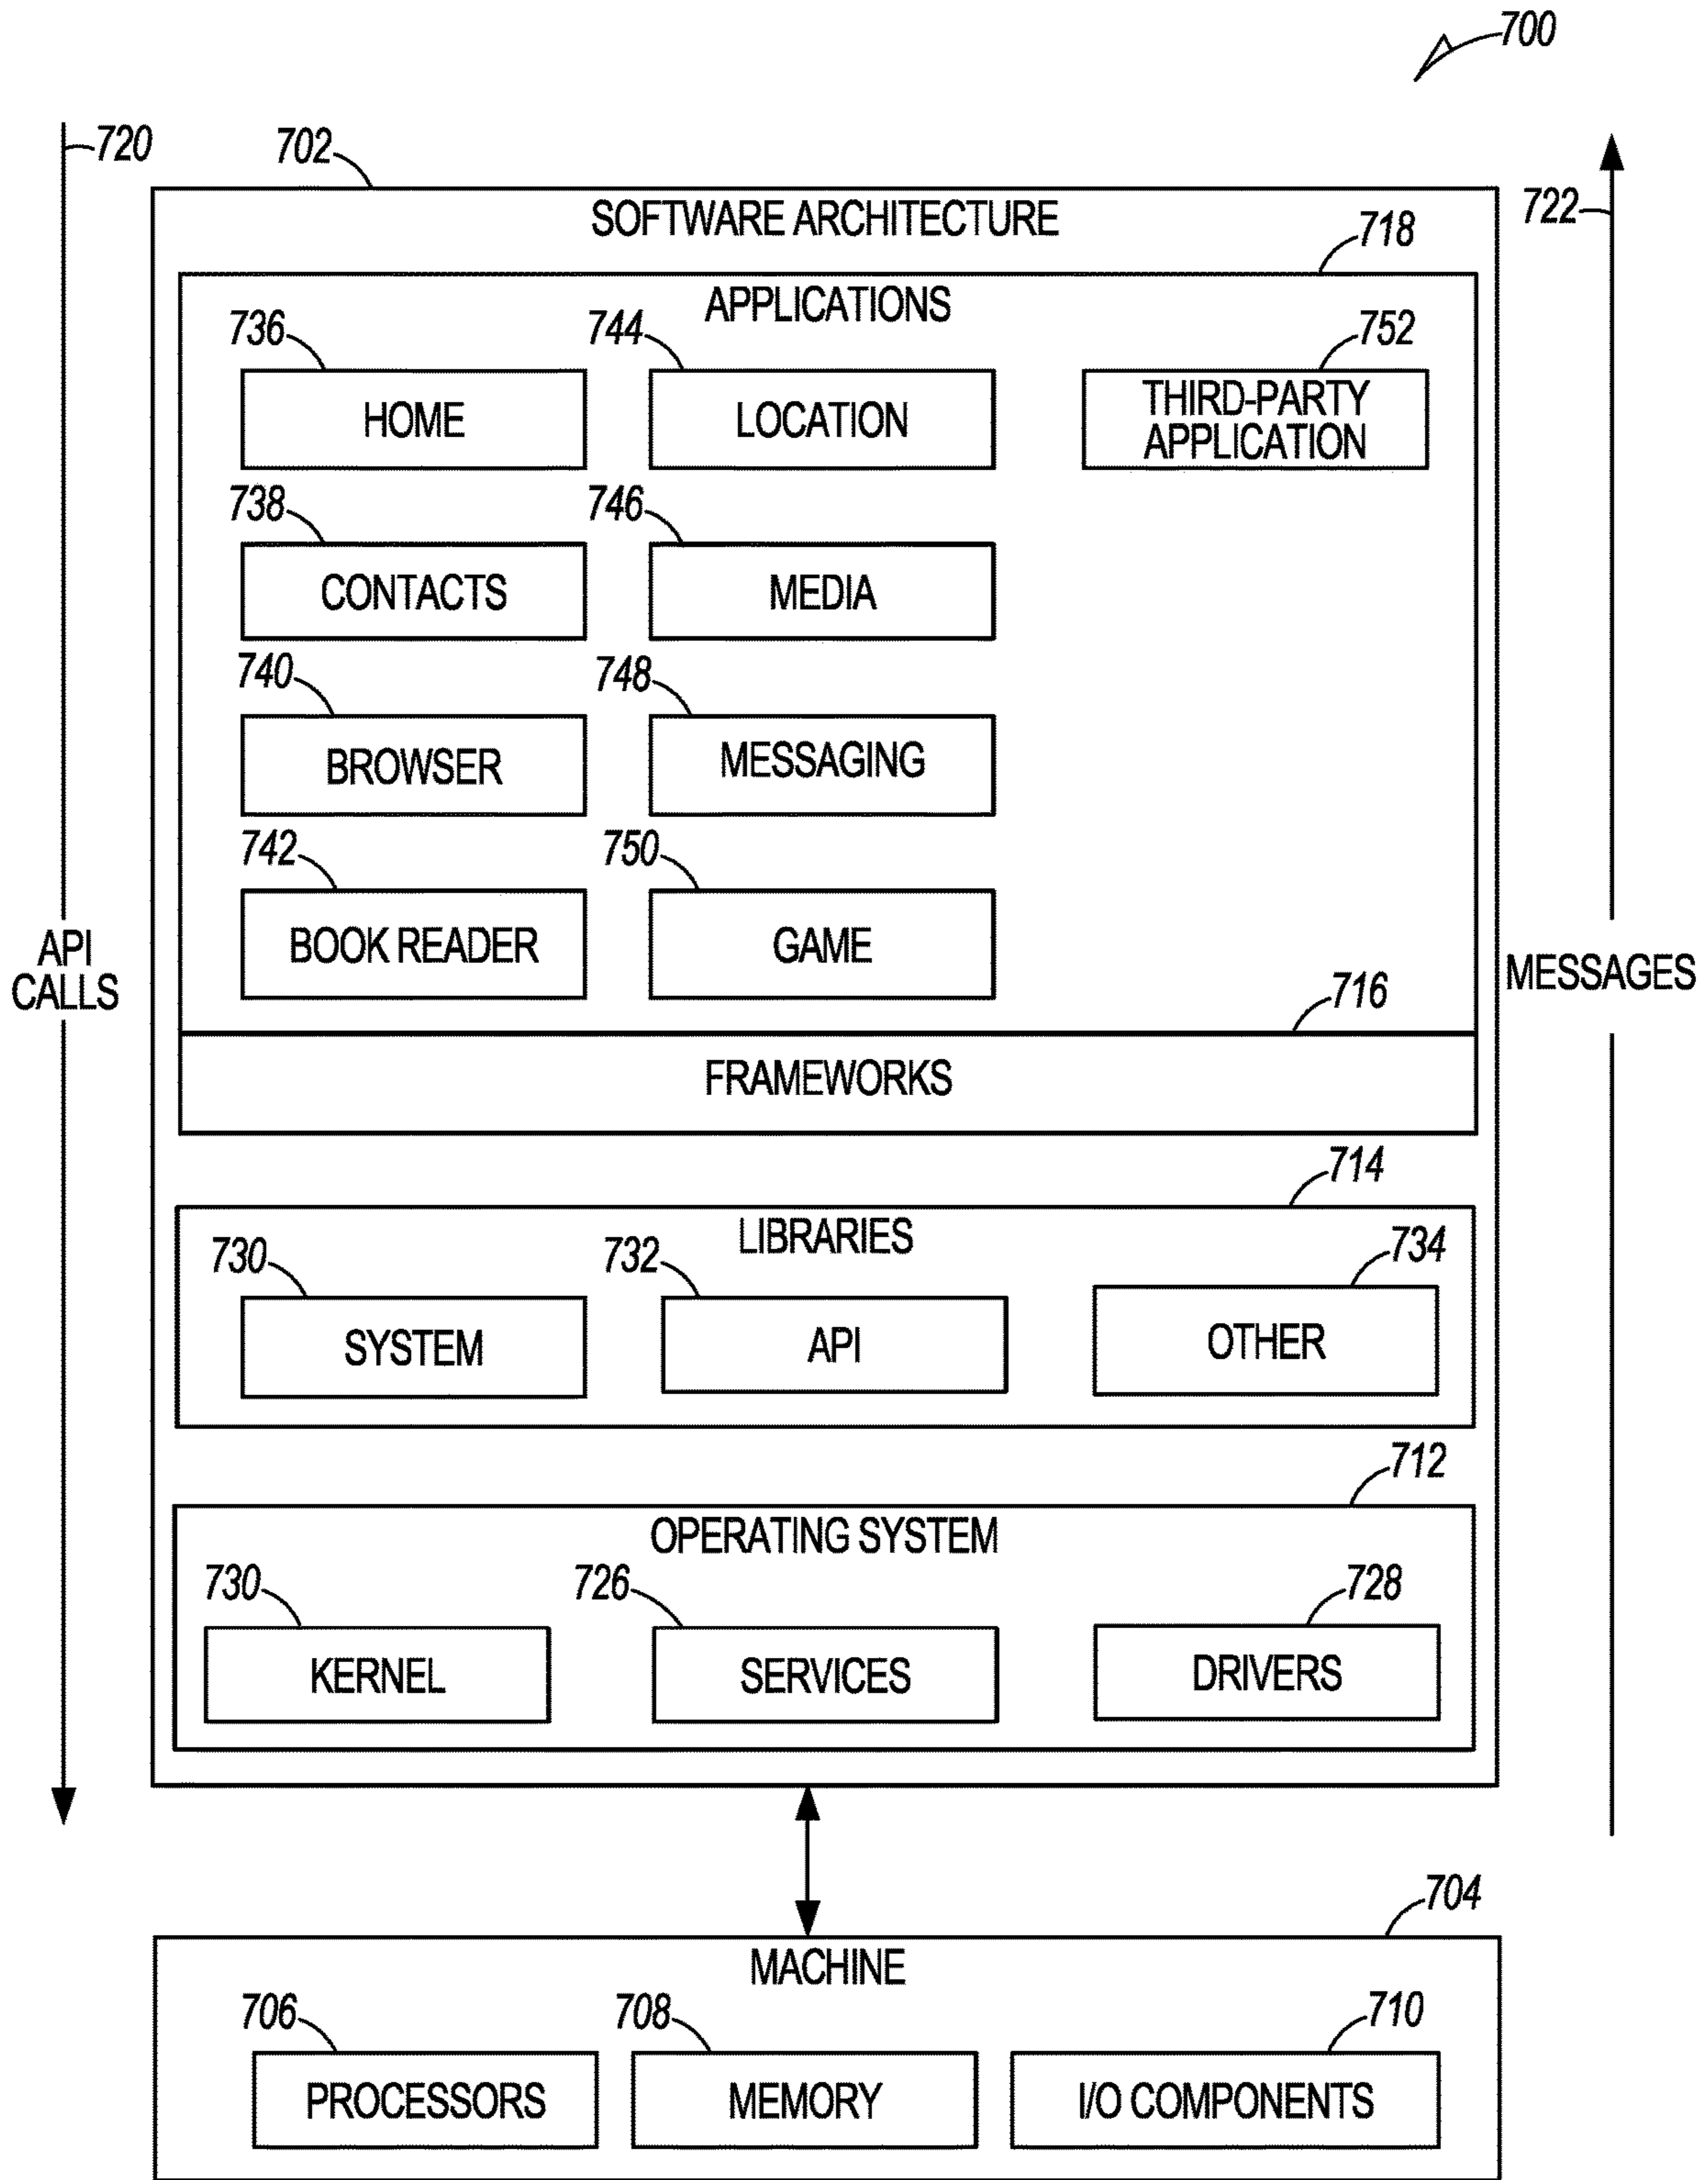 700
720
702
722
SOFTWARE ARCHITECTURE
718
APPLICATIONS
736
744
752
HOME
LOCATION
THIRD-PARTY
APPLICATION
738
746
CONTACTS
MEDIA
740
748
BROWSER
MESSAGING
742
750
BOOK READER
GAME
API
CALLS
MESSAGES
716
FRAMEWORKS
714
LIBRARIES
730
732
734
SYSTEM
API
OTHER
712
OPERATING SYSTEM
730
726
728
KERNEL
SERVICES
DRIVERS
704
MACHINE
706
708
710
PROCESSORS
MEMORY
I/O COMPONENTS